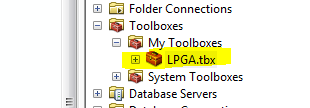 Folder Connections
Toolboxes
My Toolboxes
LPGA.tbx
System Toolboxes
Database Servers